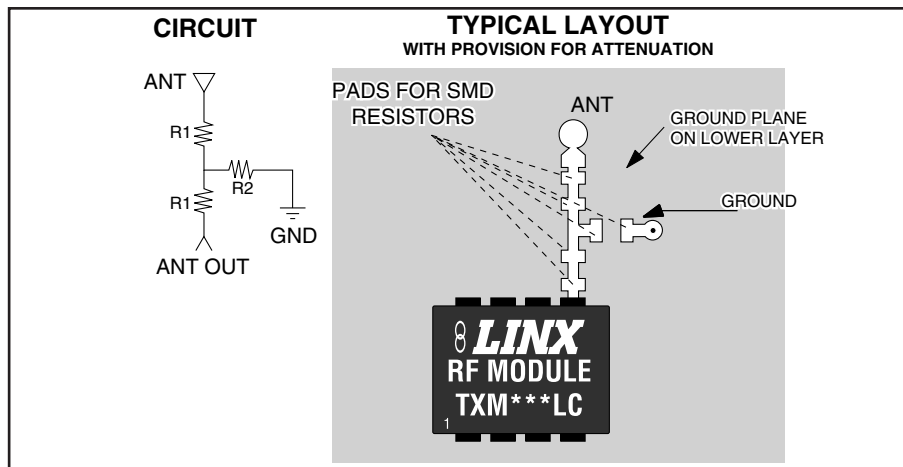 CIRCUIT
ANT
R1
R2
R1
GND
ANT OUT
TYPICAL LAYOUT
WITH PROVISION FOR ATTENUATION
PADS FOR SMD
RESISTORS
ANT
GROUND PLANE
ON LOWER LAYER
GROUND
LINX
RF MODULE
TXM***LC
1